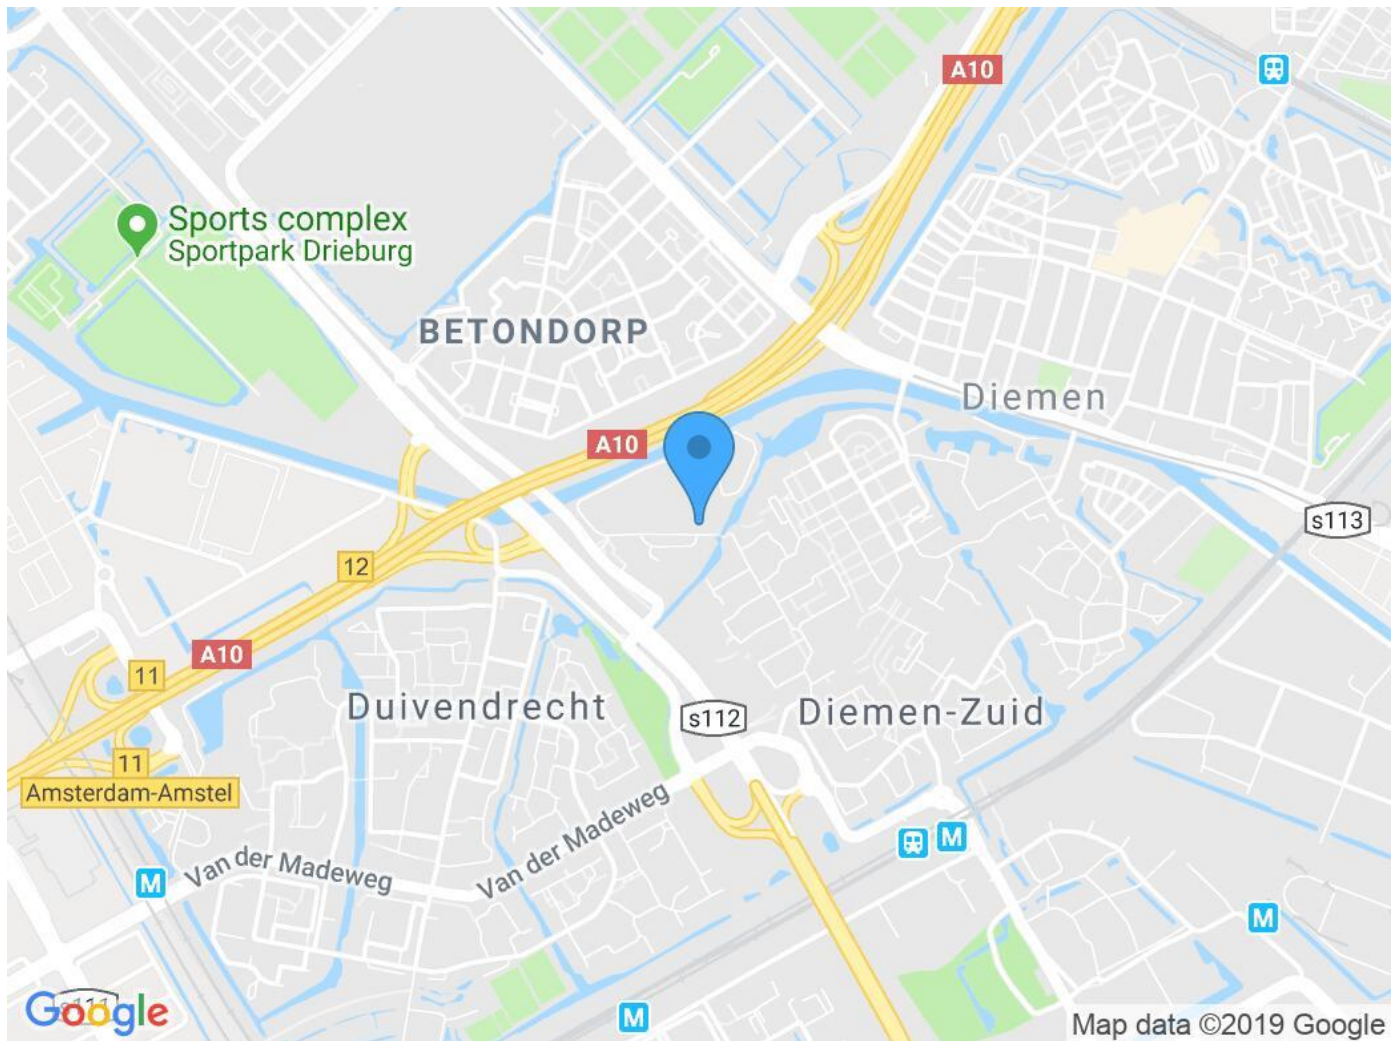 A10
Sports complex
Sportpark Drieburg
BETONDORP
Diemen
A10
s113
12
A10
11
Duivendrecht
s112
Diemen-Zuid
11
Amsterdam-Amstel
Van der Madeweg
M
M
Van der Madeweg
M
s111
Google
M
Map data ©2019 Google